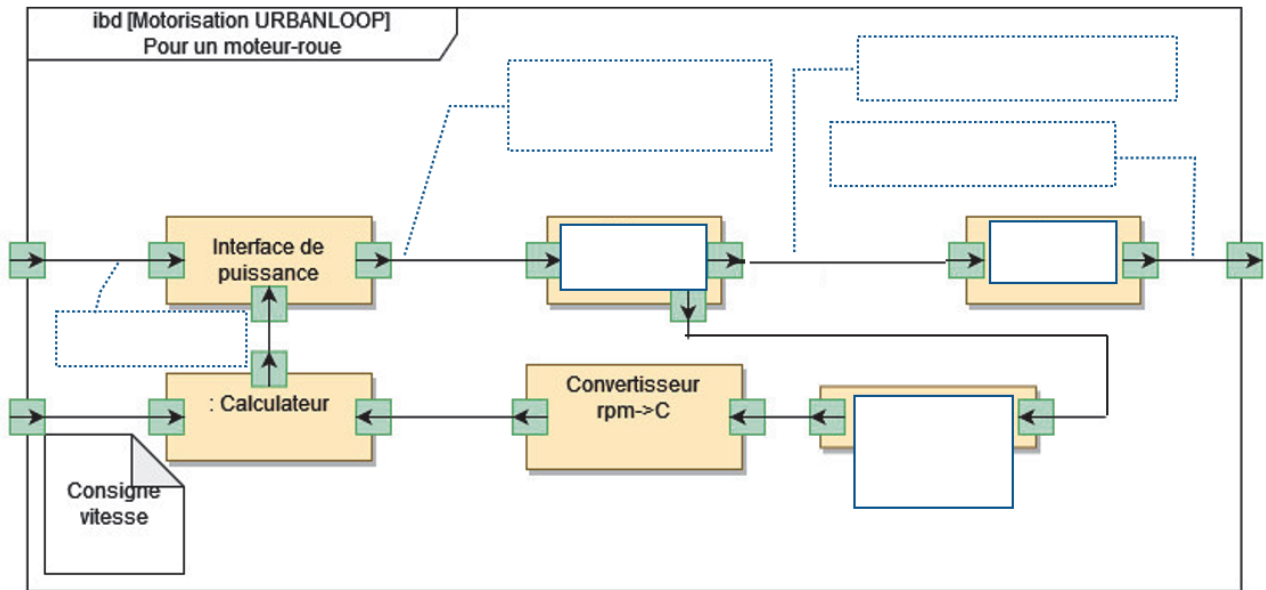 ibd [Motorisation URBANLOOP]
Pour un moteur-roue
Interface de
puissance
: Calculateur
Convertisseur
rpm->C
Consigne
vitesse